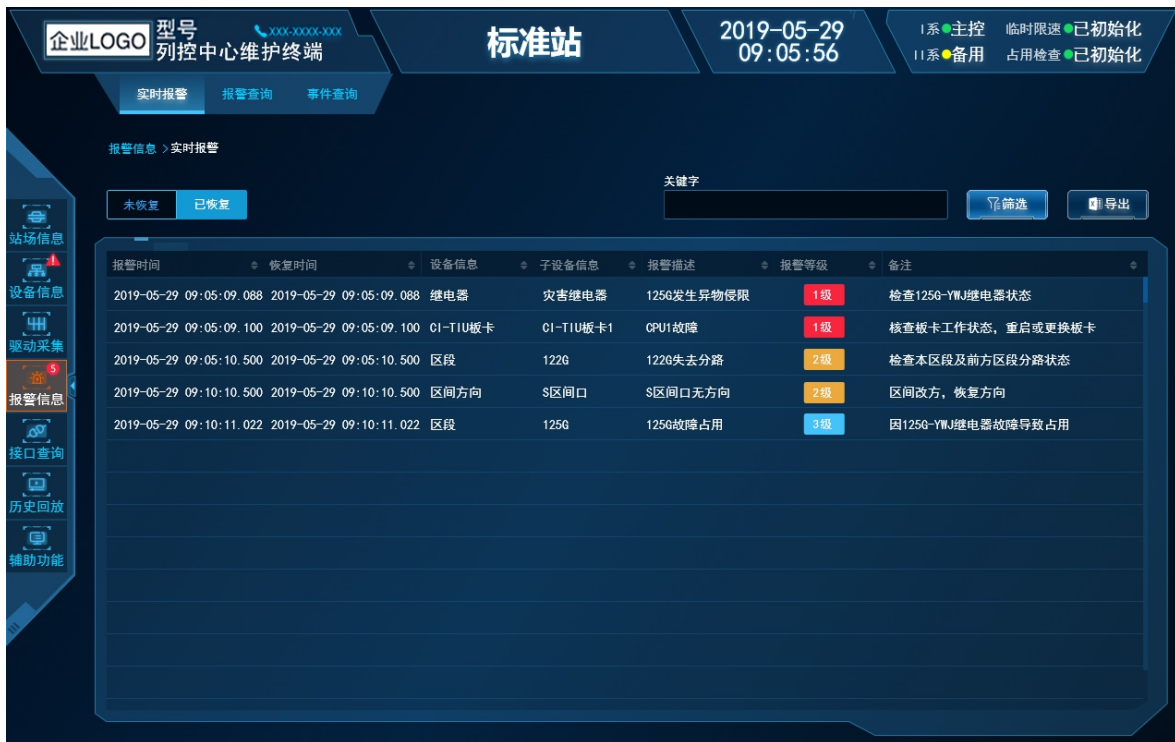 企业LOGO 型号 XXX-XXXX-XXX
列控中心维护终端
标准站
2019-05-29
09:05:56
I系 主控 临时限速 已初始化
II系 备用 占用检查 已初始化
实时报警 报警查询 事件查询
报警信息 >实时报警
关键字
未恢复 已恢复 筛选 导出
站场信息
设备信息
驱动采集
5
报警信息
接口查询
历史回放
辅助功能
报警时间 恢复时间 设备信息 子设备信息 报警描述 报警等级 备注
2019-05-29 09:05:09.088 2019-05-29 09:05:09.088 继电器 灾害继电器 125G发生异物侵限 1级 检查125G-YWJ继电器状态
2019-05-29 09:05:09.100 2019-05-29 09:05:09.100 CI-TIU板卡 CI-TIU板卡1 CPU1故障 1级 核查板卡工作状态，重启或更换板卡
2019-05-29 09:05:10.500 2019-05-29 09:05:10.500 区段 122G 122G失去分路 2级 检查本区段及前方区段分路状态
2019-05-29 09:10:10.500 2019-05-29 09:10:10.500 区间方向 S区间口 S区间口无方向 2级 区间改方，恢复方向
2019-05-29 09:10:11.022 2019-05-29 09:10:11.022 区段 125G 125G故障占用 3级 因125G-YWJ继电器故障导致占用